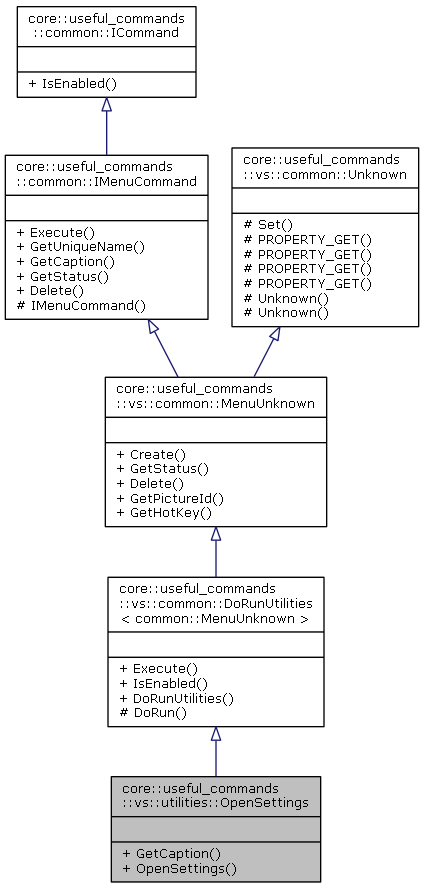 core::useful_commands
::common::ICommand
+ IsEnabled()
core::useful_commands
::common::IMenuCommand
+ Execute()
+ GetUniqueName()
+ GetCaption()
+ GetStatus()
+ Delete()
# IMenuCommand()
core::useful_commands
::vs::common::Unknown
# Set()
# PROPERTY_GET()
# PROPERTY_GET()
# PROPERTY_GET()
# PROPERTY_GET()
# Unknown()
# Unknown()
core::useful_commands
::vs::common::MenuUnknown
+ Create()
+ GetStatus()
+ Delete()
+ GetPictureId()
+ GetHotKey()
core::useful_commands
::vs::common::DoRunUtilities
< common::MenuUnknown >
+ Execute()
+ IsEnabled()
+ DoRunUtilities()
# DoRun()
core::useful_commands
::vs::utilities::OpenSettings
+ GetCaption()
+ OpenSettings()